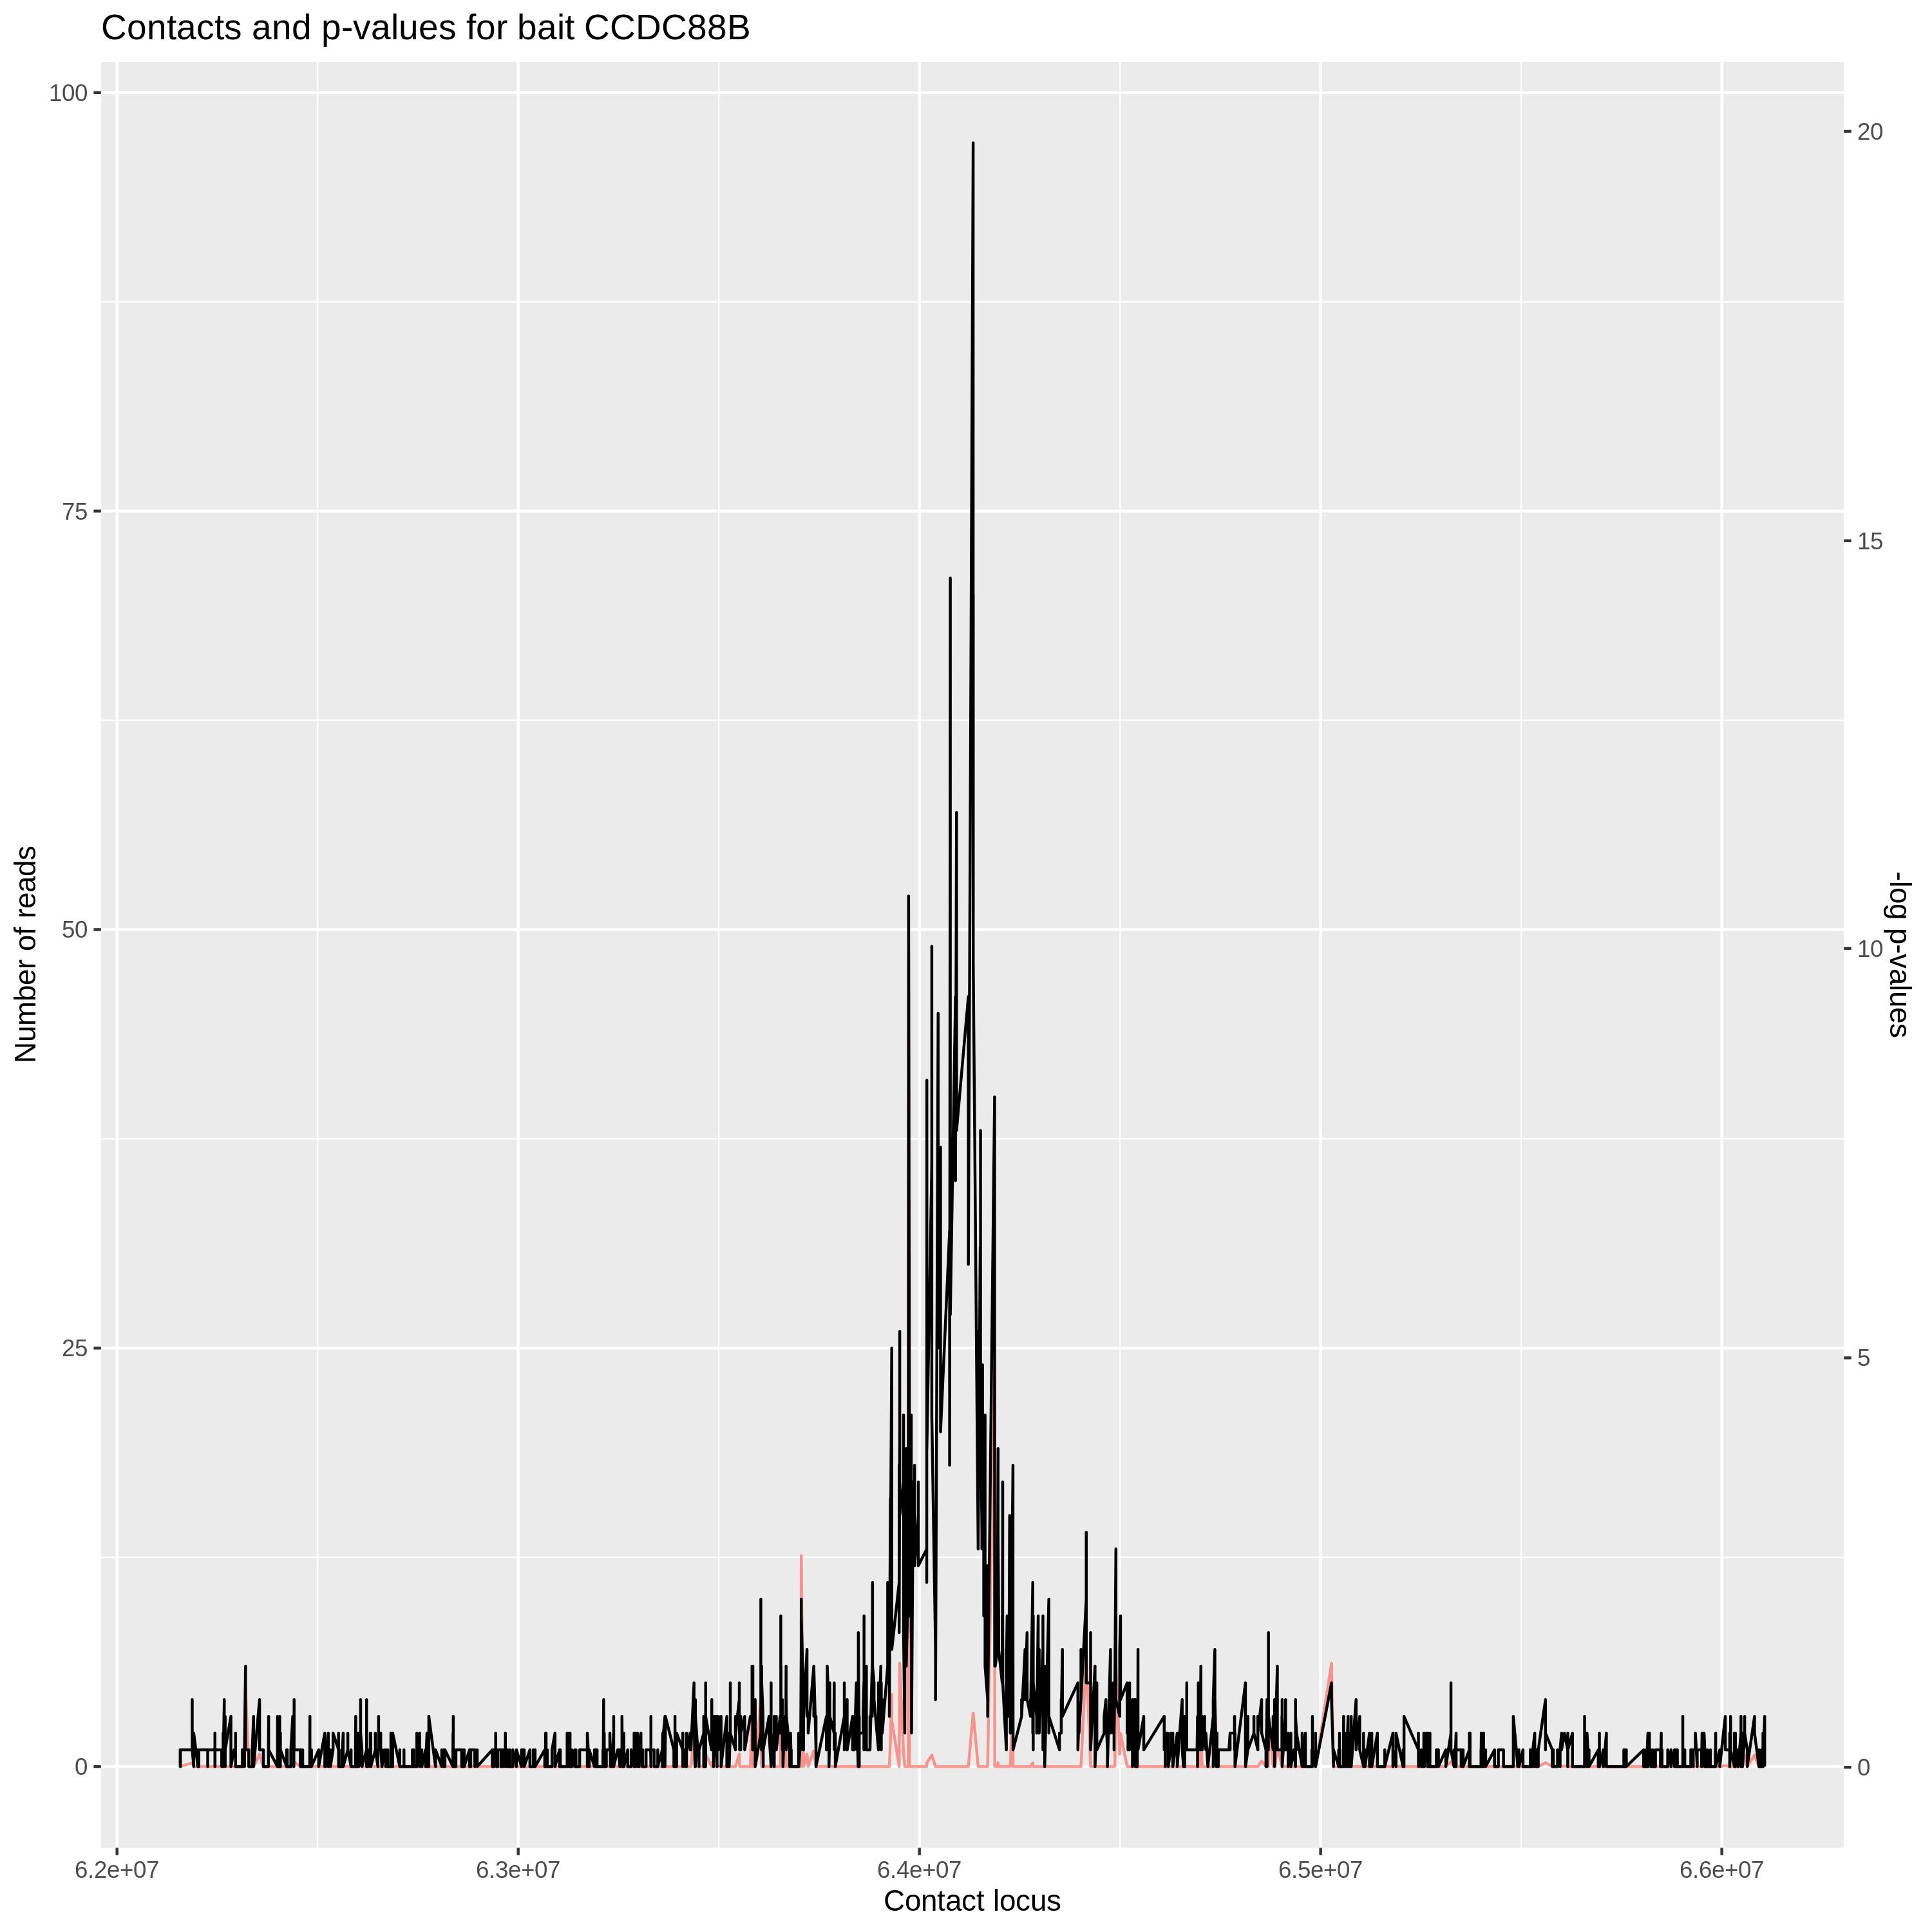 Contacts and p-values for bait CCDC88B
100
75
50
25
0
Number of reads
20
15
10
5
0
-log p-values
6.2e+07 6.3e+07 6.4e+07 6.5e+07 6.6e+07
Contact locus